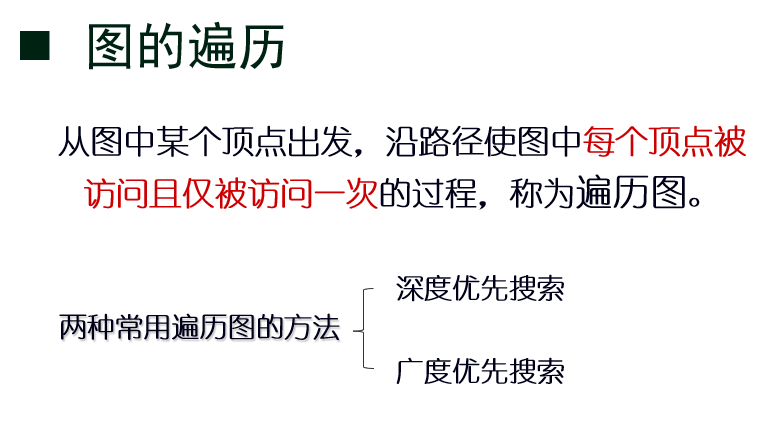 图的遍历
从图中某个顶点出发，沿路径使图中每个顶点被
访问且仅被访问一次的过程，称为遍历图。
深度优先搜索
两种常用遍历图的方法
广度优先搜索